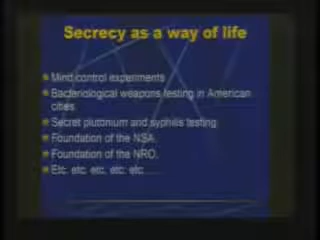 Secrecy as a way of life
Mind control experiments
Bacteriological weapons testing in American
cities
Secret plutonium and syphilis testing
Foundation of the NSA.
Foundation of the NRO.
Etc. etc. etc. etc. etc.....